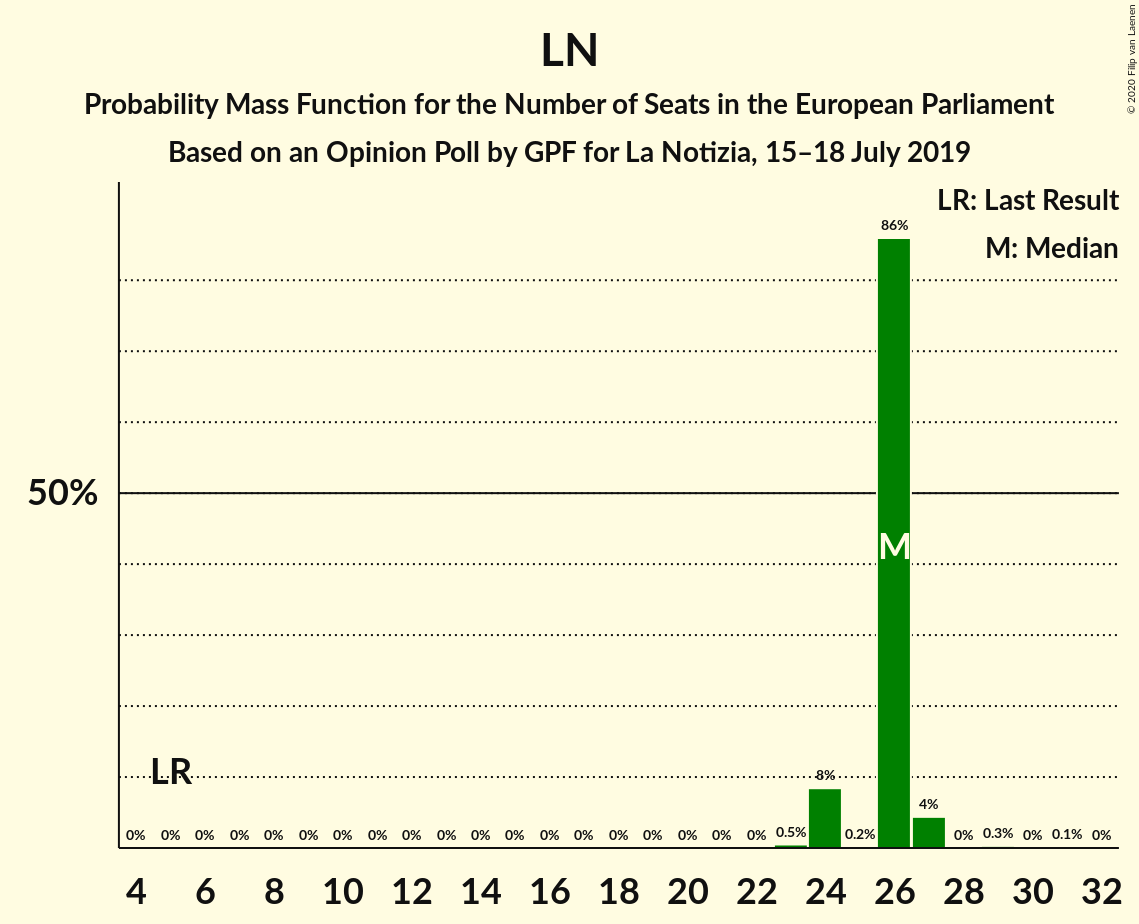 LN
Probability Mass Function for the Number of Seats in the European Parliament
Based on an Opinion Poll by GPF for La Notizia, 15–18 July 2019
© 2020 Filip van Laenen
LR: Last Result
M: Median
86%
50%
M
LR
8%
4%
0% 0% 0% 0% 0% 0% 0% 0% 0% 0% 0% 0% 0% 0% 0% 0% 0% 0% 0% 0.5% 0.2% 0% 0.3% 0% 0.1% 0%
4 6 8 10 12 14 16 18 20 22 24 26 28 30 32